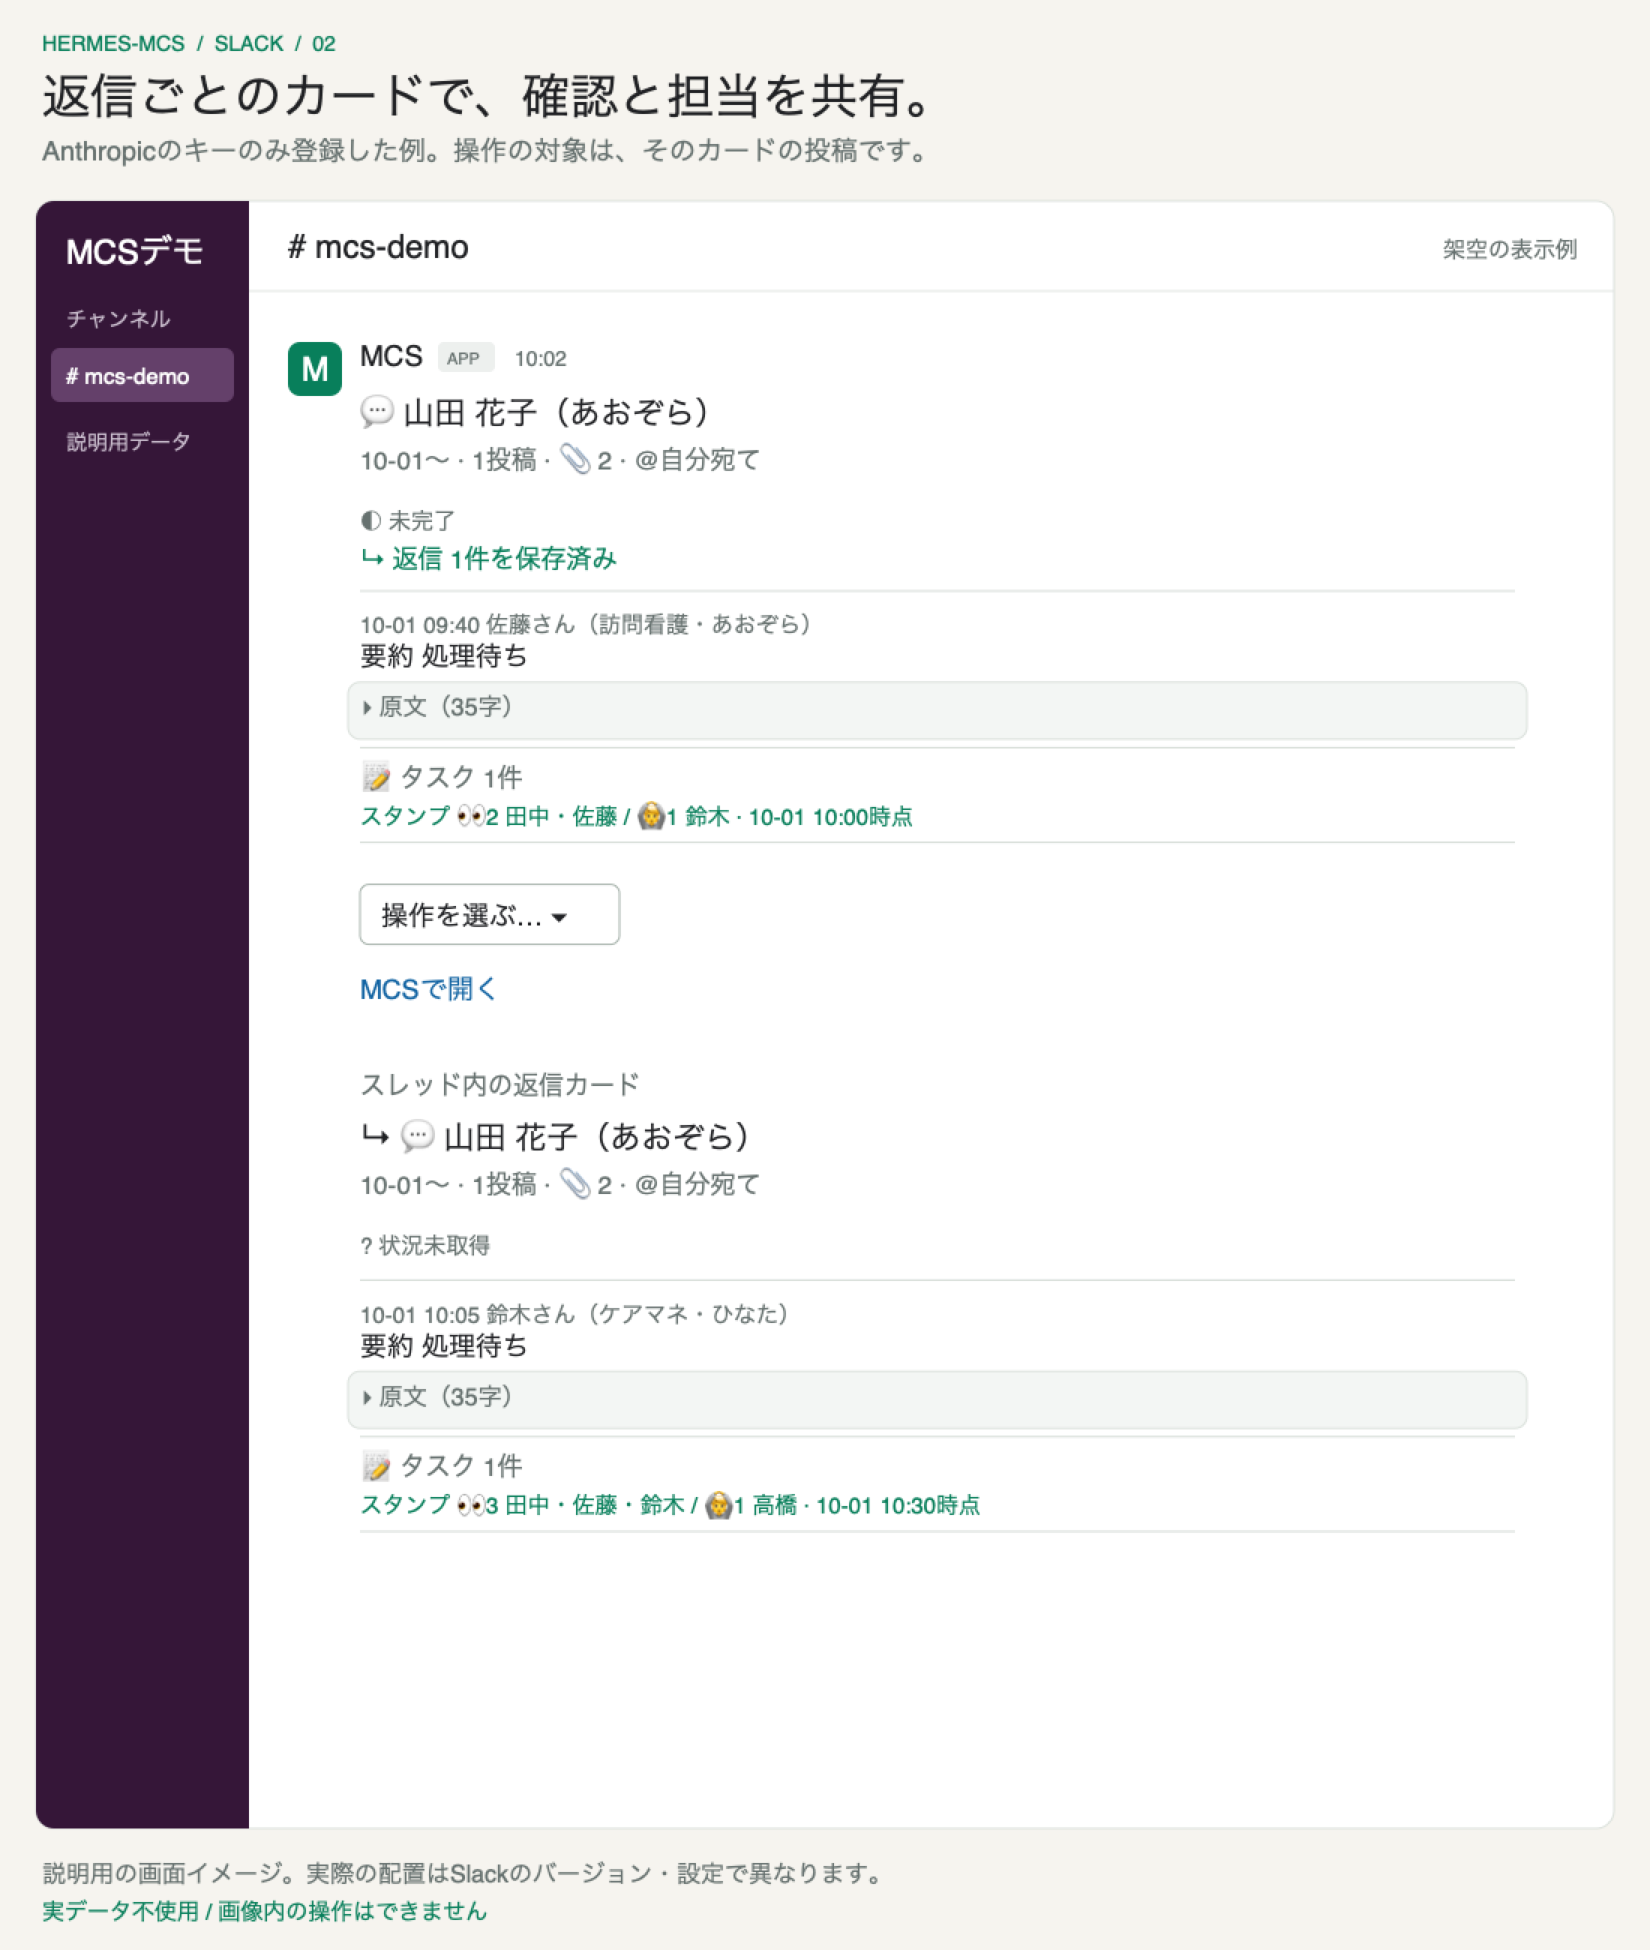 HERMES-MCS / SLACK / 02
返信ごとのカードで、確認と担当を共有。
Anthropicのキーのみ登録した例。操作の対象は、そのカードの投稿です。
MCSデモ
チャンネル
# mcs-demo
説明用データ
# mcs-demo
架空の表示例
M
MCS APP 10:02
💬 山田 花子（あおぞら）
10-01〜 · 1投稿 · 📎 2 · @自分宛て
◐ 未完了
↳ 返信 1件を保存済み
10-01 09:40 佐藤さん（訪問看護・あおぞら）
要約 処理待ち
▸ 原文（35字）
📝 タスク 1件
スタンプ 👀2 田中・佐藤 / 🙆1 鈴木 · 10-01 10:00時点
操作を選ぶ… ▾
MCSで開く
スレッド内の返信カード
↳ 💬 山田 花子（あおぞら）
10-01〜 · 1投稿 · 📎 2 · @自分宛て
? 状況未取得
10-01 10:05 鈴木さん（ケアマネ・ひなた）
要約 処理待ち
▸ 原文（35字）
📝 タスク 1件
スタンプ 👀3 田中・佐藤・鈴木 / 🙆1 高橋 · 10-01 10:30時点
説明用の画面イメージ。実際の配置はSlackのバージョン・設定で異なります。
実データ不使用 / 画像内の操作はできません